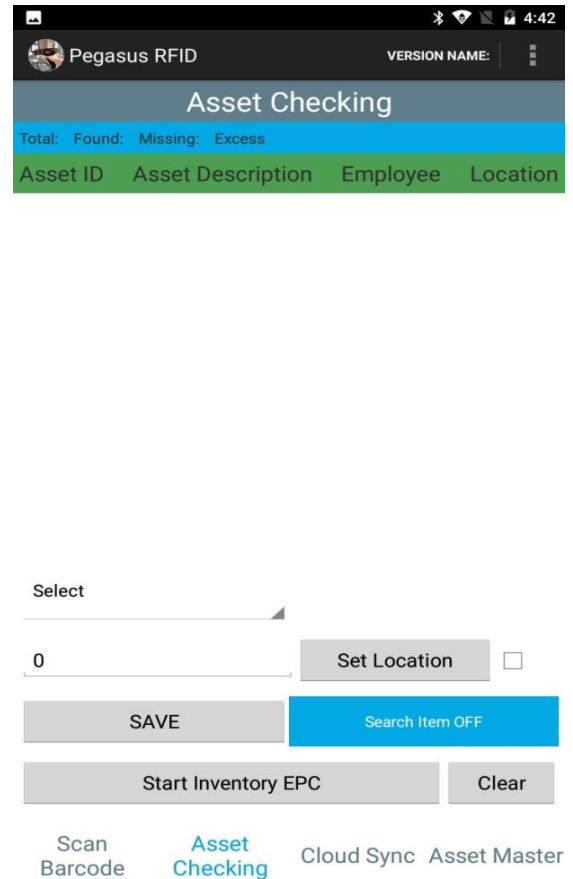 4:42
Pegasus RFID VERSION NAME:
Asset Checking
Total: Found: Missing: Excess
Asset ID Asset Description Employee Location
Select
0 Set Location
SAVE Search Item OFF
Start Inventory EPC Clear
Scan Barcode Asset Checking Cloud Sync Asset Master